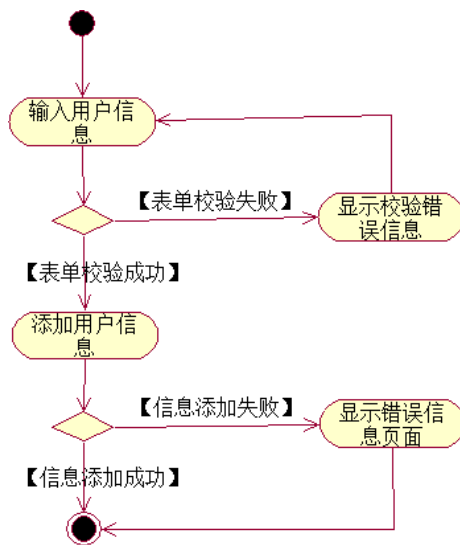 输入用户信
息
【表单校验失败】
显示校验错
误信息
【表单校验成功】
添加用户信
息
【信息添加失败】
显示错误信
息页面
【信息添加成功】